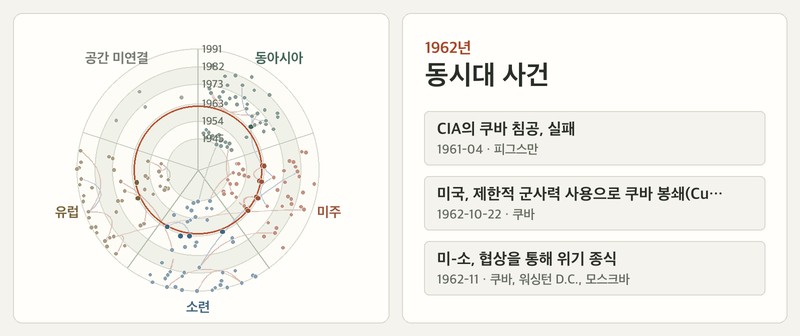 공간 미연결
동아시아
1991
1982
1973
1963
1954
1945
유럽
미주
소련
1962년
동시대 사건
CIA의 쿠바 침공, 실패
1961-04 · 피그스만
미국, 제한적 군사력 사용으로 쿠바 봉쇄(Cu…
1962-10-22 · 쿠바
미-소, 협상을 통해 위기 종식
1962-11 · 쿠바, 워싱턴 D.C., 모스크바